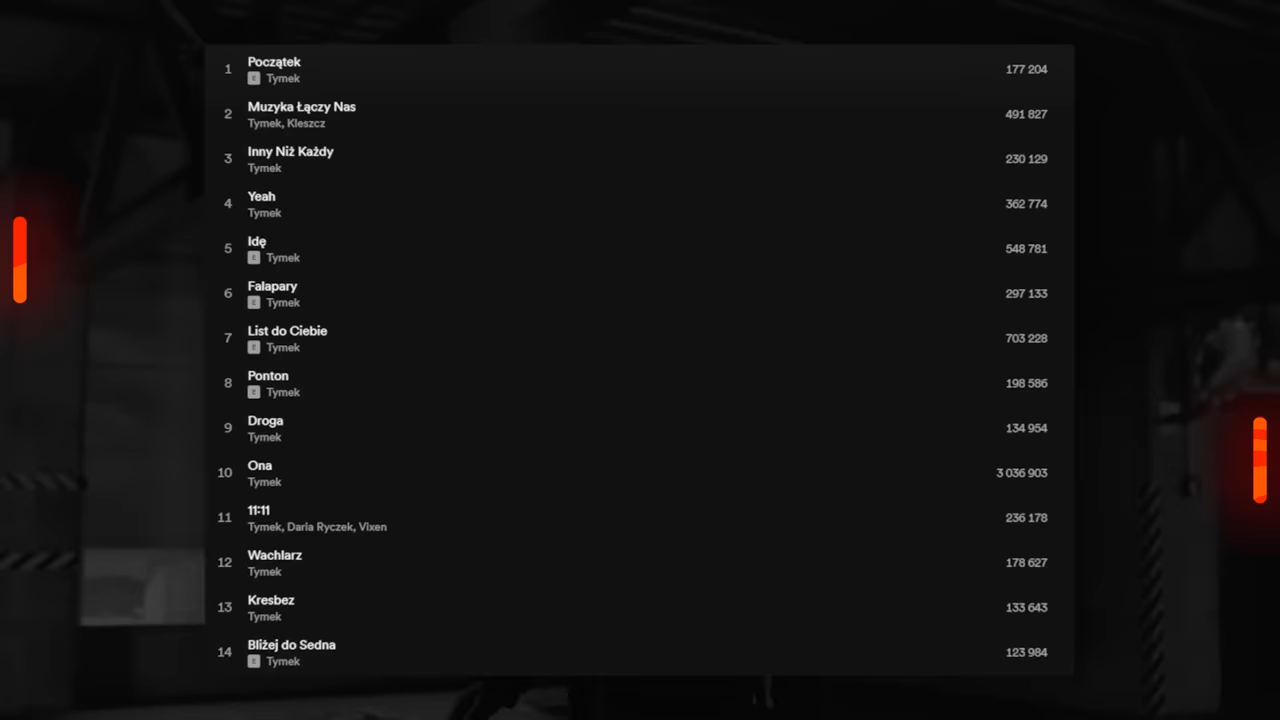 1
Początek
E Tymek
177 204
2
Muzyka Łączy Nas
Tymek, Kleszcz
491 827
3
Inny Niż Każdy
Tymek
230 129
4
Yeah
Tymek
362 774
5
Idę
E Tymek
548 781
6
Falapary
E Tymek
297 133
7
List do Ciebie
E Tymek
703 228
8
Ponton
E Tymek
198 586
9
Droga
Tymek
134 954
10
Ona
Tymek
3 036 903
11
11:11
Tymek, Daria Ryczek, Vixen
236 178
12
Wachlarz
Tymek
178 627
13
Kresbez
Tymek
133 643
14
Bliżej do Sedna
E Tymek
123 984